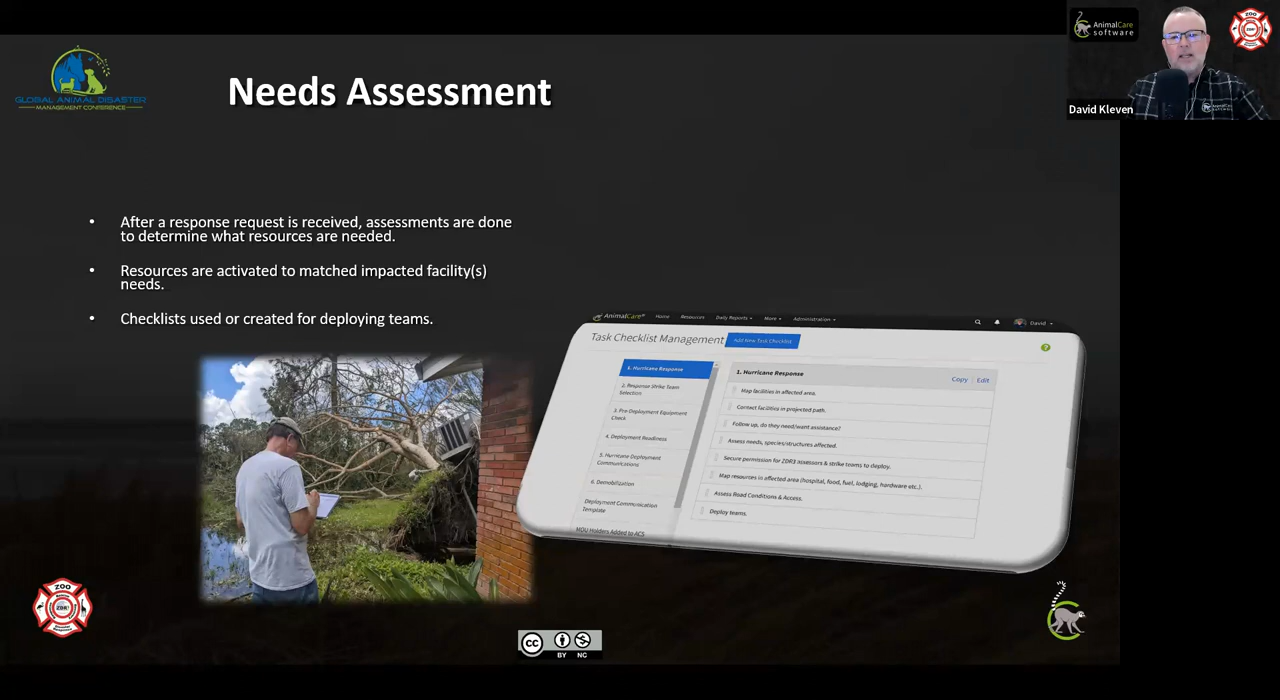 GLOBAL ANIMAL DISASTER
MANAGEMENT CONFERENCE
Needs Assessment
AnimalCare
software
ZOO
David Kleven
• After a response request is received, assessments are done
to determine what resources are needed.
• Resources are activated to matched impacted facility(s)
needs.
• Checklists used or created for deploying teams.
AnimalCare
Home
Resources
Daily Reports
More
Administration
David
Task Checklist Management
Add New Task Checklist
1. Hurricane Response
2. Response Strike Team
Selection
3. Pre Deployment Equipment
Check
4. Deployment Readiness
5. Hurricane Deployment
Communications
6. Demobilization
Deployment Communication
Template
MOU Holders Added to ACS
1. Hurricane Response
Copy | Edit
Map facilities in affected area.
Contact facilities in projected path.
Follow up, do they need/want assistance?
Assess needs, species/structures affected.
Secure permission for ZDR3 assessors & strike teams to deploy.
Map resources in affected area (hospital, food, fuel, lodging, hardware etc.).
Assess Road Conditions & Access.
Deploy teams.
ZOO
ZDR3
CC
BY NC